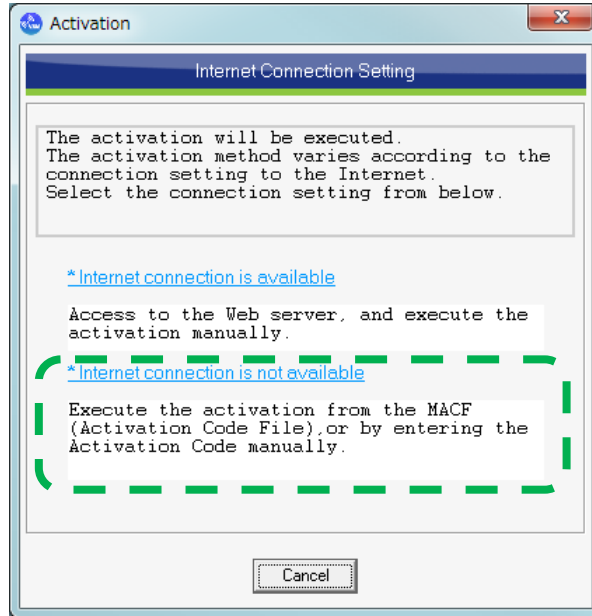 Activation
Internet Connection Setting
The activation will be executed.
The activation method varies according to the
connection setting to the Internet.
Select the connection setting from below.
* Internet connection is available
Access to the Web server, and execute the
activation manually.
* Internet connection is not available
Execute the activation from the MACF
(Activation Code File),or by entering the
Activation Code manually.
Cancel